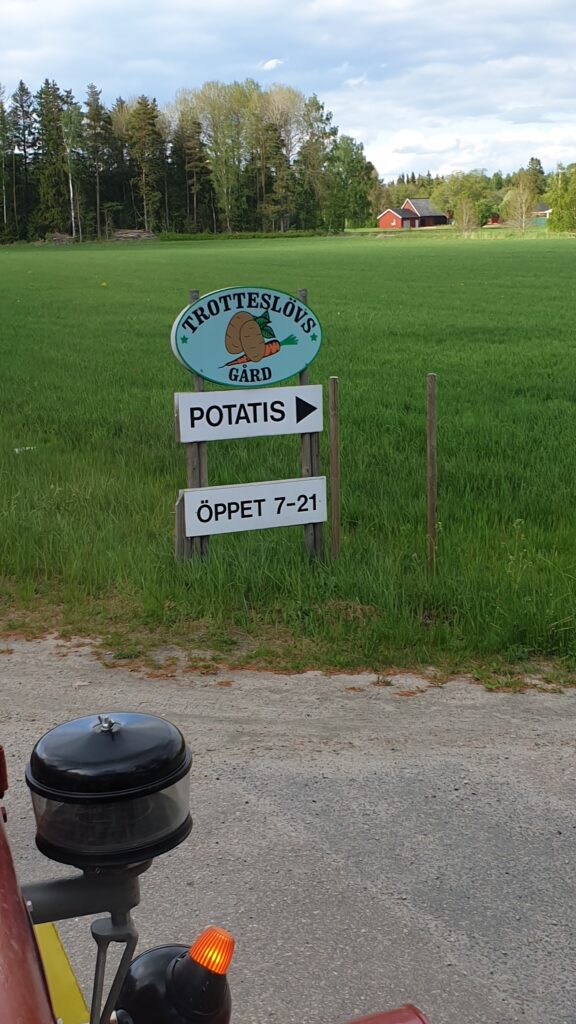 TROTTESLÖVS
GÅRD
POTATIS
ÖPPET 7-21